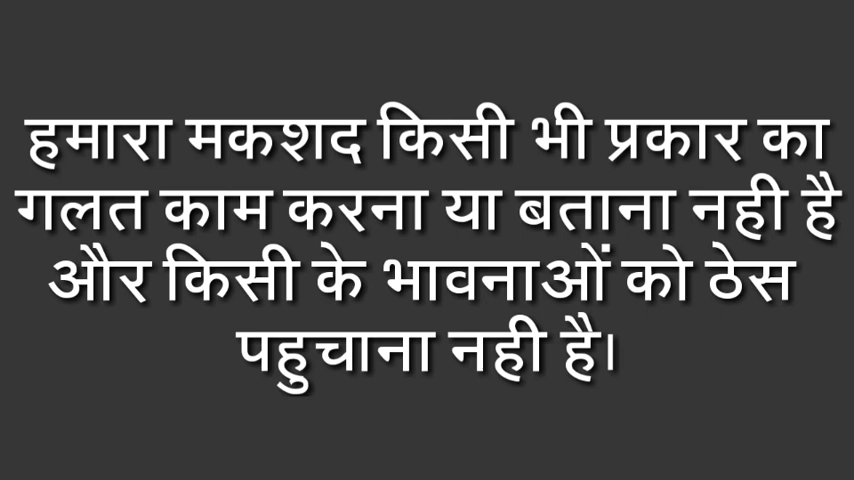 हमारा मकशद किसी भी प्रकार का
गलत काम करना या बताना नही है
और किसी के भावनाओं को ठेस
पहुचाना नही है।